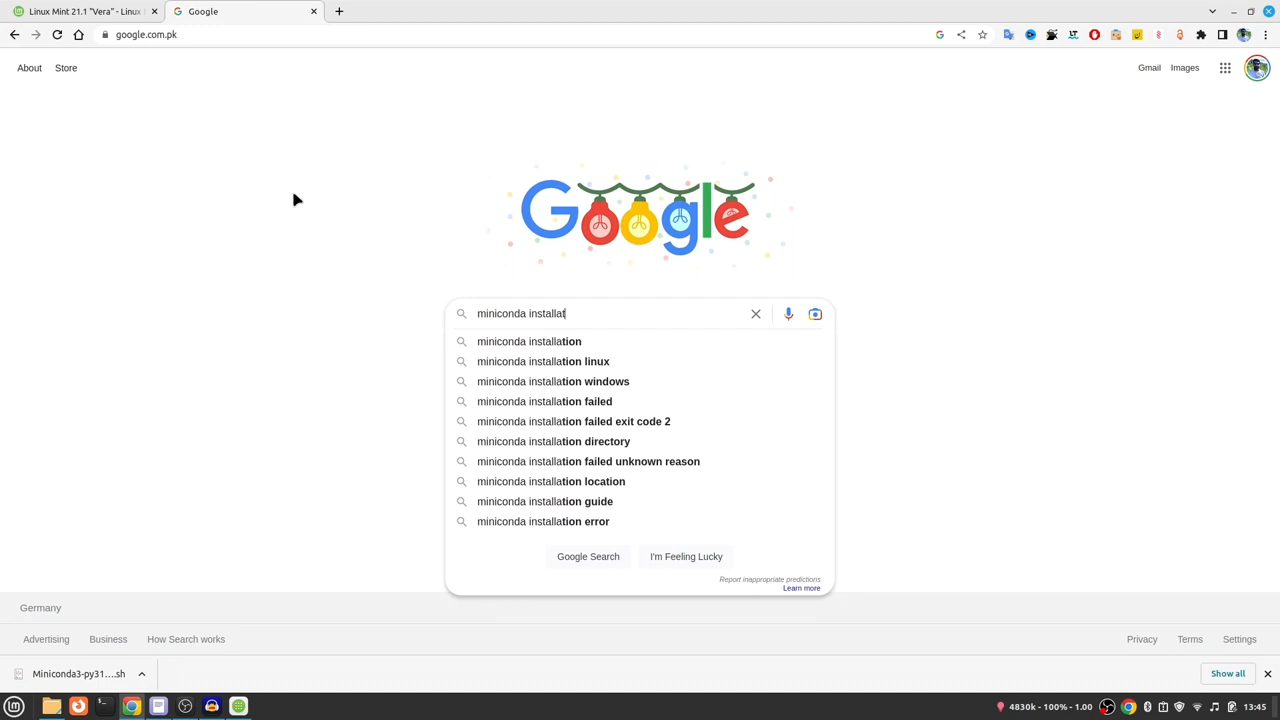 Linux Mint 21.1 "Vera" - Linux
Google
google.com.pk
About Store
Gmail Images
Google
miniconda installat
miniconda installation
miniconda installation linux
miniconda installation windows
miniconda installation failed
miniconda installation failed exit code 2
miniconda installation directory
miniconda installation failed unknown reason
miniconda installation location
miniconda installation guide
miniconda installation error
Google Search I'm Feeling Lucky
Report inappropriate predictions
Learn more
Germany
Advertising Business How Search works
Privacy Terms Settings
Miniconda3-py31....sh
Show all
4830k - 100% - 1.00
13:45